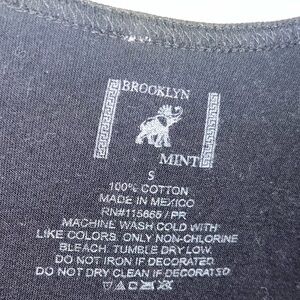 BROOKLYN
MINT
S
100% COTTON
MADE IN MEXICO
RN#115665 / PR
MACHINE WASH COLD WITH
LIKE COLORS. ONLY NON-CHLORINE
BLEACH. TUMBLE DRY LOW
DO NOT IRON IF DECORATED.
DO NOT DRY CLEAN IF DECORATED